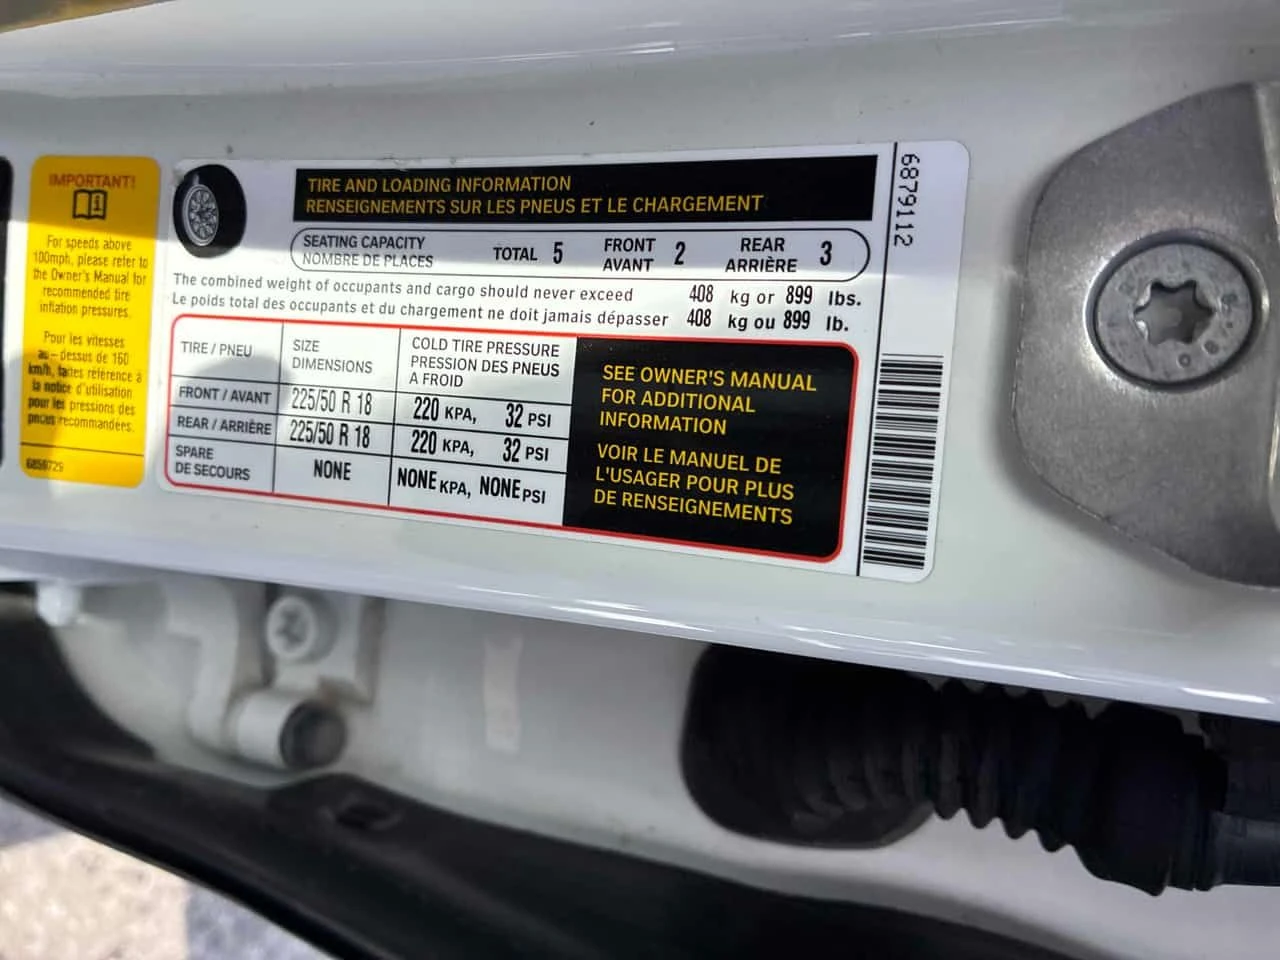 IMPORTANT!
For speeds above
100mph, please refer to
the Owner's Manual for
recommended tire
inflation pressures.
Pour les vitesses
au-dessus de 160
km/h, faites référence à
la notice d'utilisation
pour les pressions des
pneus recommandées.
6859729
TIRE AND LOADING INFORMATION
RENSEIGNEMENTS SUR LES PNEUS ET LE CHARGEMENT
SEATING CAPACITY
NOMBRE DE PLACES
TOTAL 5
FRONT
AVANT 2
REAR
ARRIÈRE 3
The combined weight of occupants and cargo should never exceed 408 kg or 899 lbs.
Le poids total des occupants et du chargement ne doit jamais dépasser 408 kg ou 899 lb.
TIRE / PNEU
SIZE
DIMENSIONS
COLD TIRE PRESSURE
PRESSION DES PNEUS
A FROID
FRONT / AVANT 225/50 R 18 220 KPA, 32 PSI
REAR / ARRIÈRE 225/50 R 18 220 KPA, 32 PSI
SPARE
DE SECOURS NONE NONE KPA, NONE PSI
SEE OWNER'S MANUAL
FOR ADDITIONAL
INFORMATION
VOIR LE MANUEL DE
L'USAGER POUR PLUS
DE RENSEIGNEMENTS
6879112